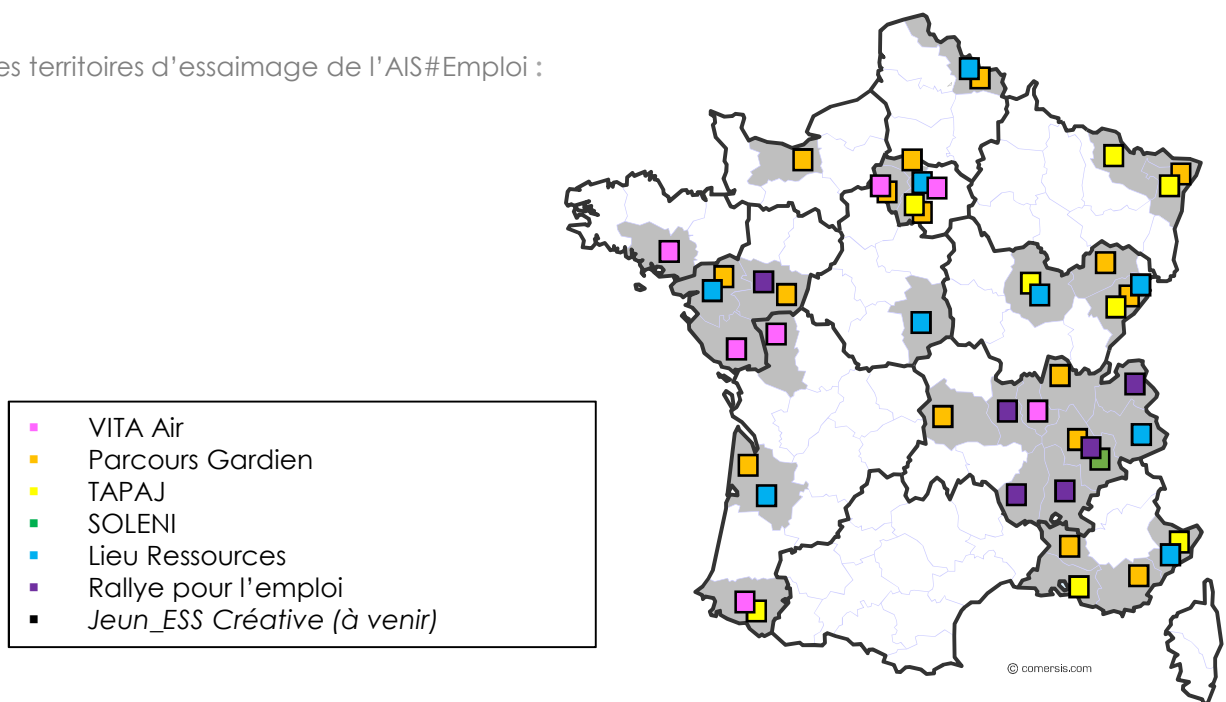 es territoires d'essaimage de l'AIS#Emploi :
VITA Air
Parcours Gardien
TAPAJ
SOLENI
Lieu Ressources
Rallye pour l'emploi
Jeun_ESS Créative (à venir)
© comersis.com